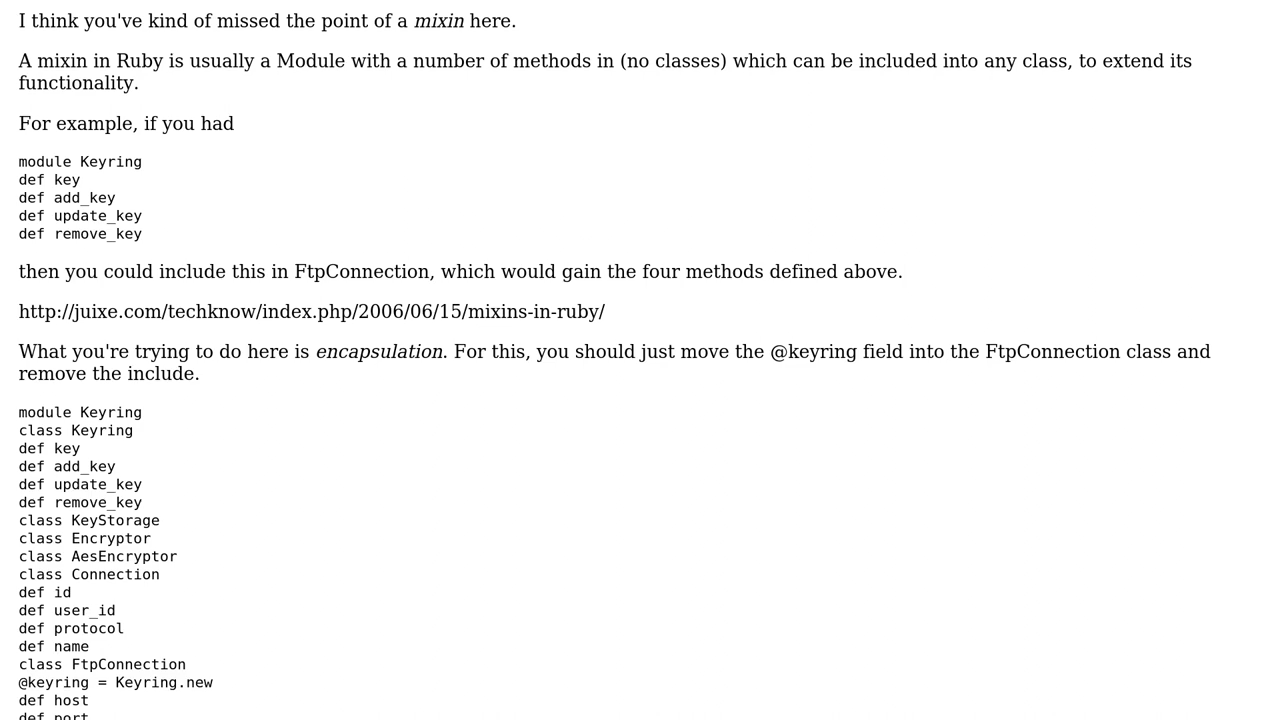 I think you've kind of missed the point of a mixin here.
A mixin in Ruby is usually a Module with a number of methods in (no classes) which can be included into any class, to extend its
functionality.
For example, if you had
module Keyring
def key
def add_key
def update_key
def remove_key
then you could include this in FtpConnection, which would gain the four methods defined above.
http://juixe.com/techknow/index.php/2006/06/15/mixins-in-ruby/
What you're trying to do here is encapsulation. For this, you should just move the @keyring field into the FtpConnection class and
remove the include.
module Keyring
class Keyring
def key
def add_key
def update_key
def remove_key
class KeyStorage
class Encryptor
class AesEncryptor
class Connection
def id
def user_id
def protocol
def name
class FtpConnection
@keyring = Keyring.new
def host
def port